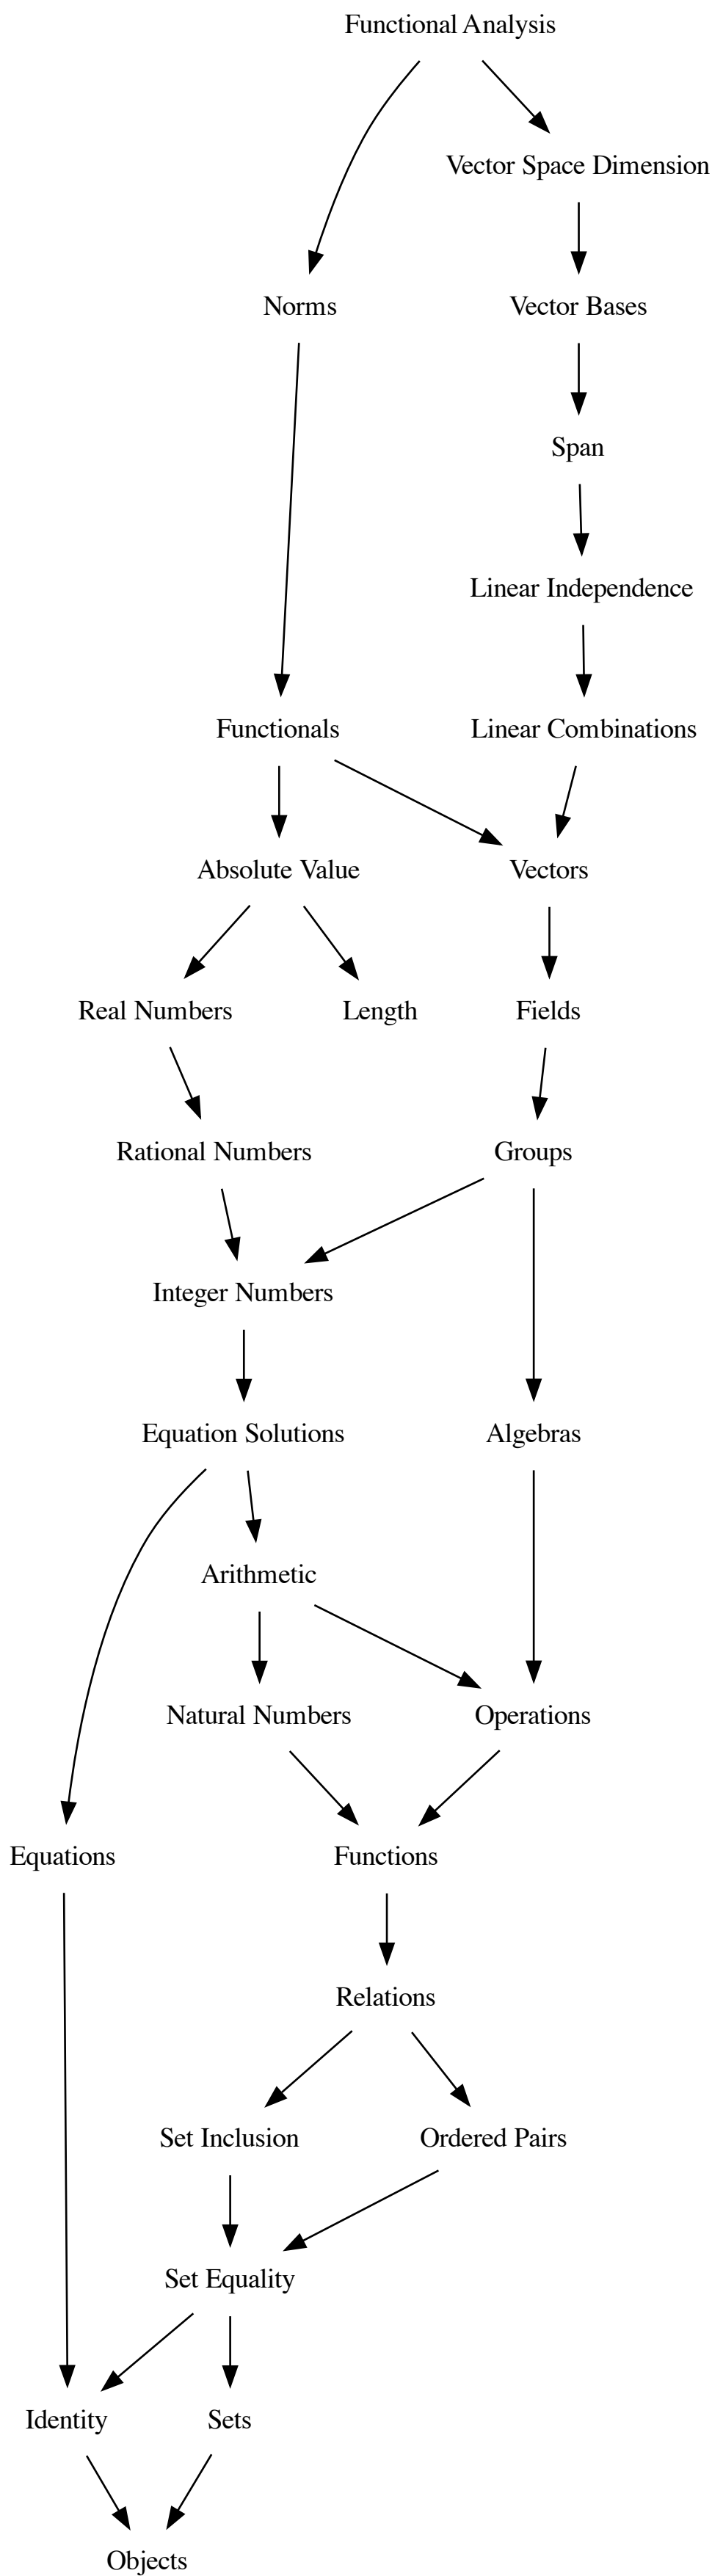 Functional Analysis
Vector Space Dimension
Norms
Vector Bases
Span
Linear Independence
Functionals
Linear Combinations
Absolute Value
Vectors
Real Numbers
Length
Fields
Rational Numbers
Groups
Integer Numbers
Equation Solutions
Algebras
Arithmetic
Natural Numbers
Operations
Equations
Functions
Relations
Set Inclusion
Ordered Pairs
Set Equality
Identity
Sets
Objects